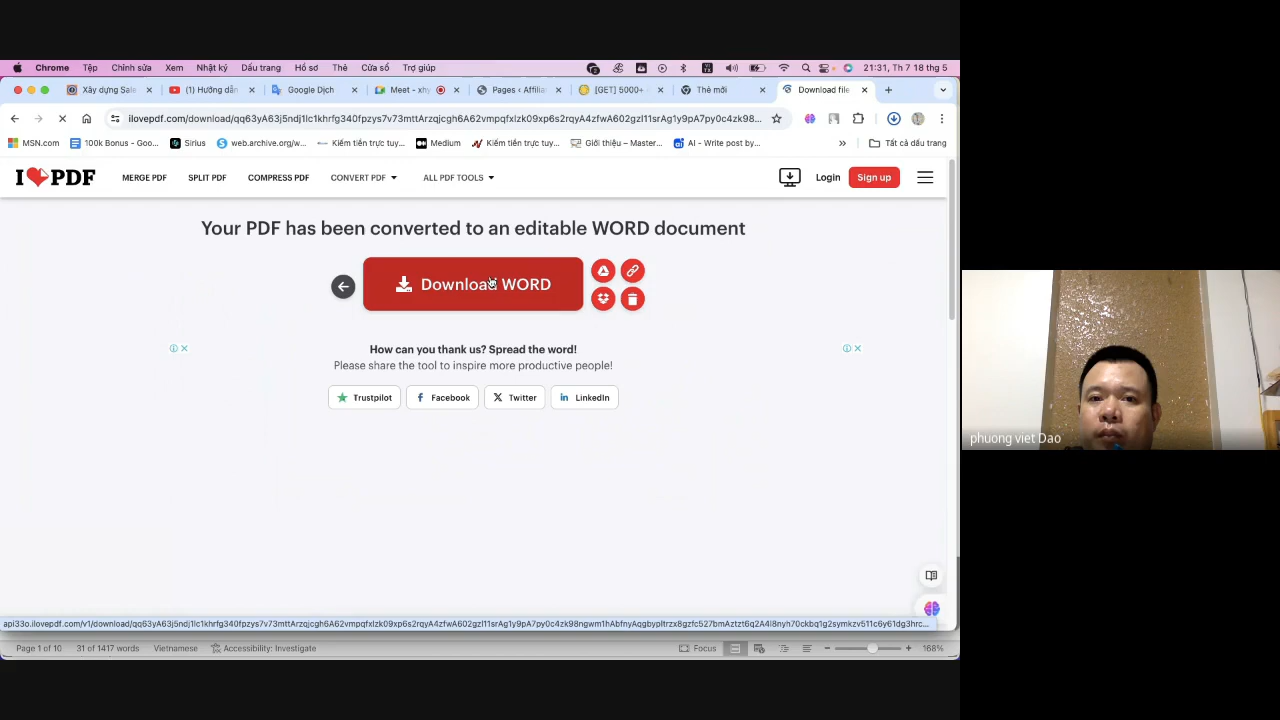 Chrome Tệp Chỉnh sửa Xem Nhật ký Dấu trang Hồ sơ Thẻ Cửa sổ Trợ giúp 21:31, Th 7 18 thg 5
Xây dựng Sale (1) Hướng dẫn Google Dịch Meet - xhy Pages ‹ Affilia [GET] 5000+ Thẻ mới Download file
MSN.com 100k Bonus - Goo... Sirius web.archive.org/w... Kiếm tiền trực tuy... Medium Kiếm tiền trực tuy... Giới thiệu – Master... AI - Write post by... » Tất cả dấu trang
I PDF MERGE PDF SPLIT PDF COMPRESS PDF CONVERT PDF ALL PDF TOOLS Login Sign up
Your PDF has been converted to an editable WORD document
Download WORD
How can you thank us? Spread the word!
Please share the tool to inspire more productive people!
Trustpilot Facebook Twitter LinkedIn
phuong viet Dao
Page 1 of 10 31 of 1417 words Vietnamese Accessibility: Investigate Focus 168%